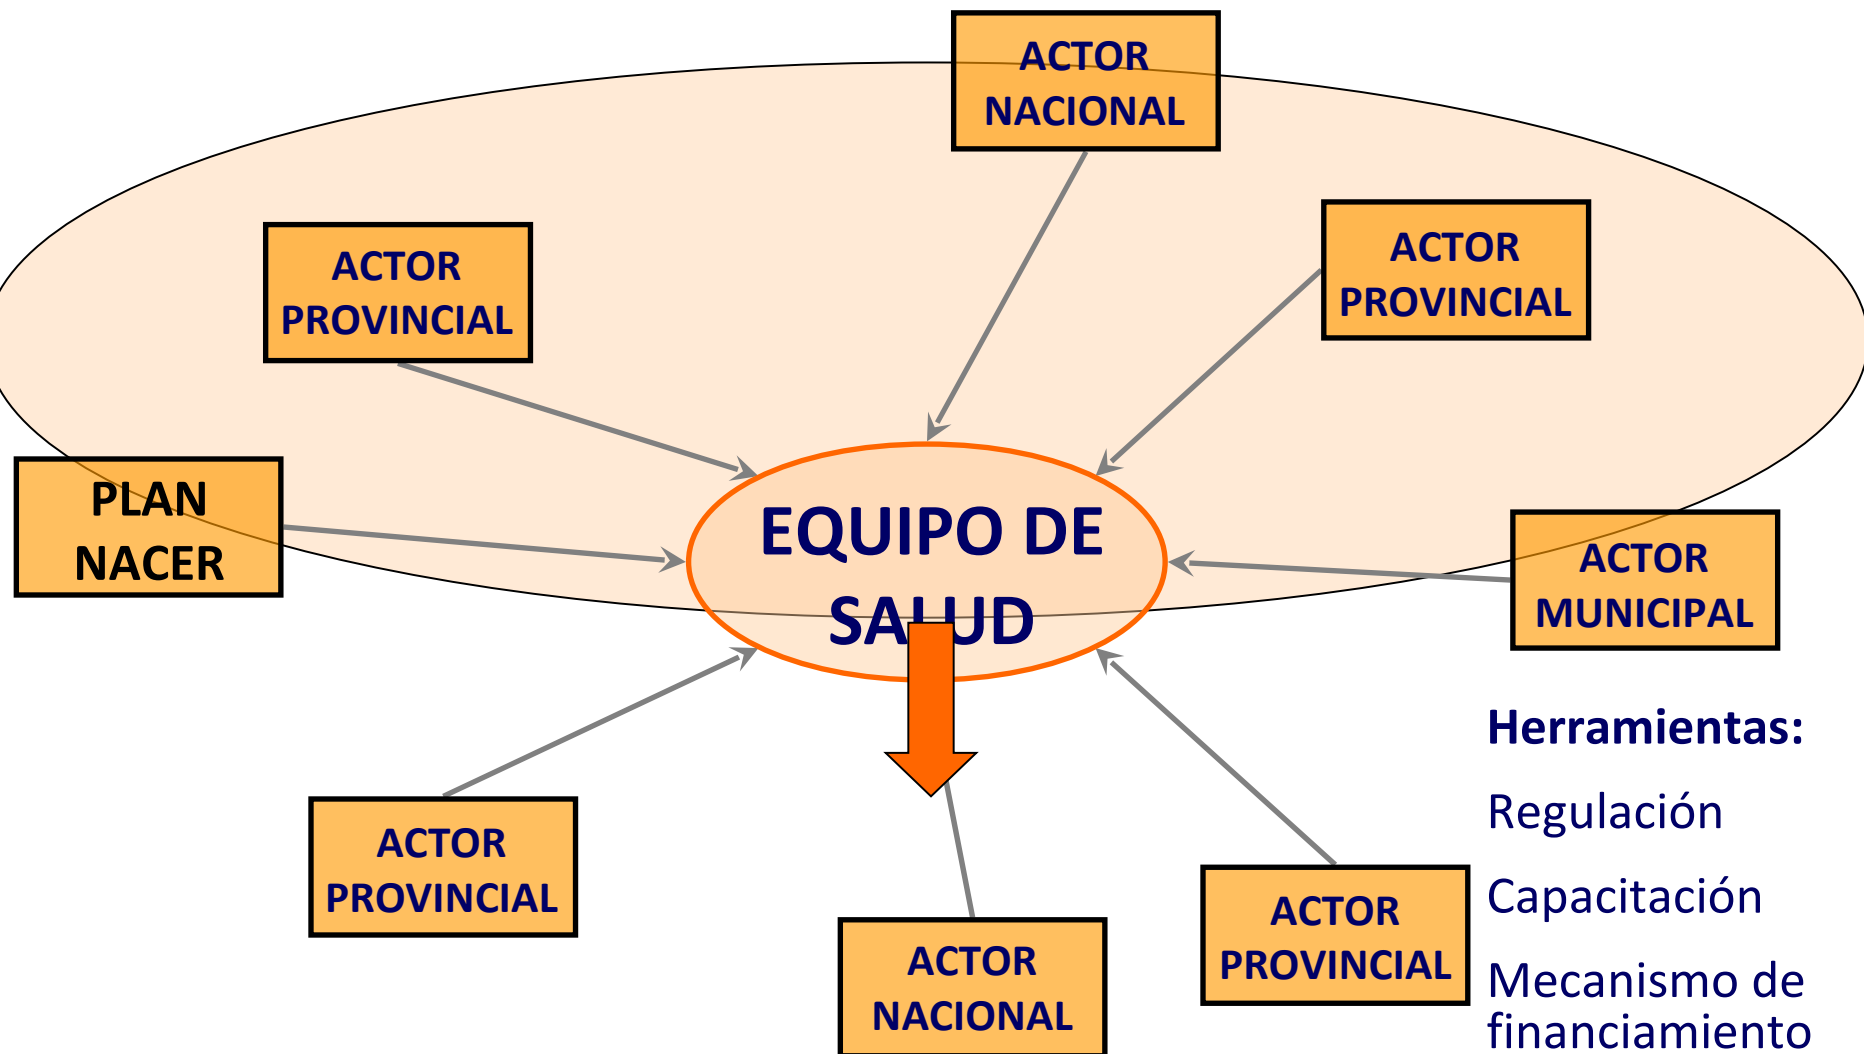 ACTOR
NACIONAL
ACTOR
PROVINCIAL
ACTOR
PROVINCIAL
PLAN
NACER
EQUIPO DE
SALUD
ACTOR
MUNICIPAL
ACTOR
PROVINCIAL
ACTOR
NACIONAL
ACTOR
PROVINCIAL
Herramientas:
Regulación
Capacitación
Mecanismo de
financiamiento